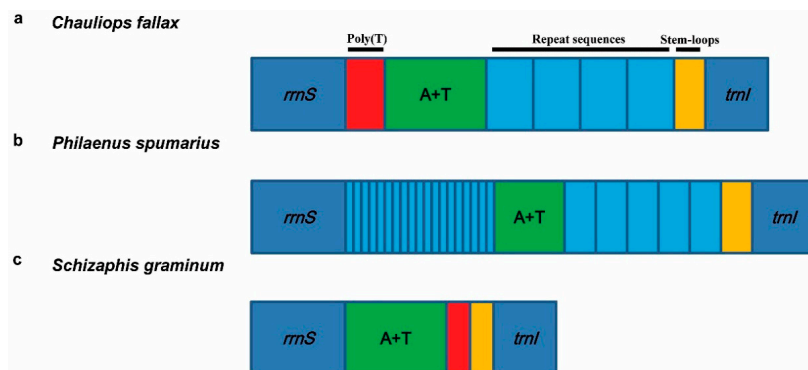 a Chauliops fallax
Poly(T) Repeat sequences Stem-loops
rrnS A+T trnI
b Philaenus spumarius
rrnS A+T trnI
c Schizaphis graminum
rrnS A+T trnI